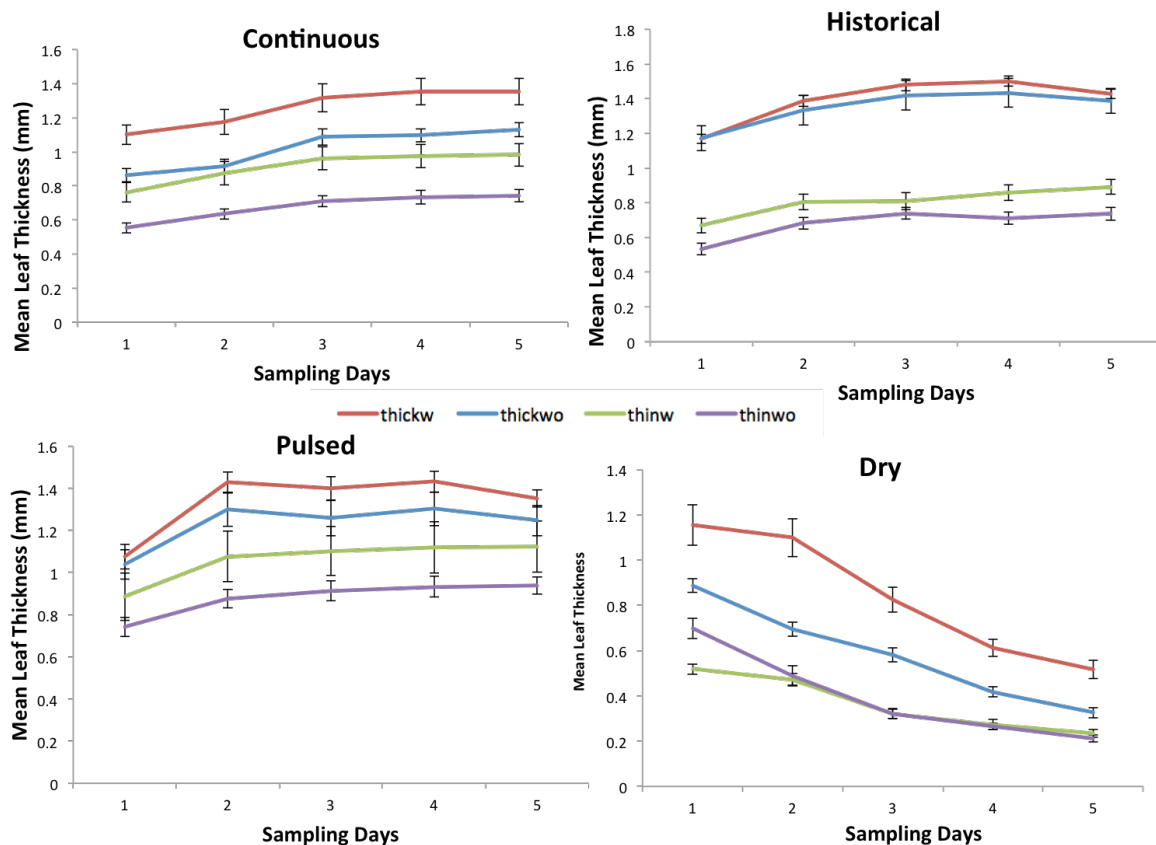 Continuous
Mean Leaf Thickness (mm)
1.6
1.4
1.2
1
0.8
0.6
0.4
0.2
0
1 2 3 4 5
Sampling Days
Historical
Mean Leaf Thickness (mm)
1.8
1.6
1.4
1.2
1
0.8
0.6
0.4
0.2
0
1 2 3 4 5
Sampling Days
thickw thickwo thinw thinwo
Pulsed
Mean Leaf Thickness (mm)
1.6
1.4
1.2
1
0.8
0.6
0.4
0.2
0
1 2 3 4 5
Sampling Days
Dry
Mean Leaf Thickness
1.4
1.2
1
0.8
0.6
0.4
0.2
0
1 2 3 4 5
Sampling Days